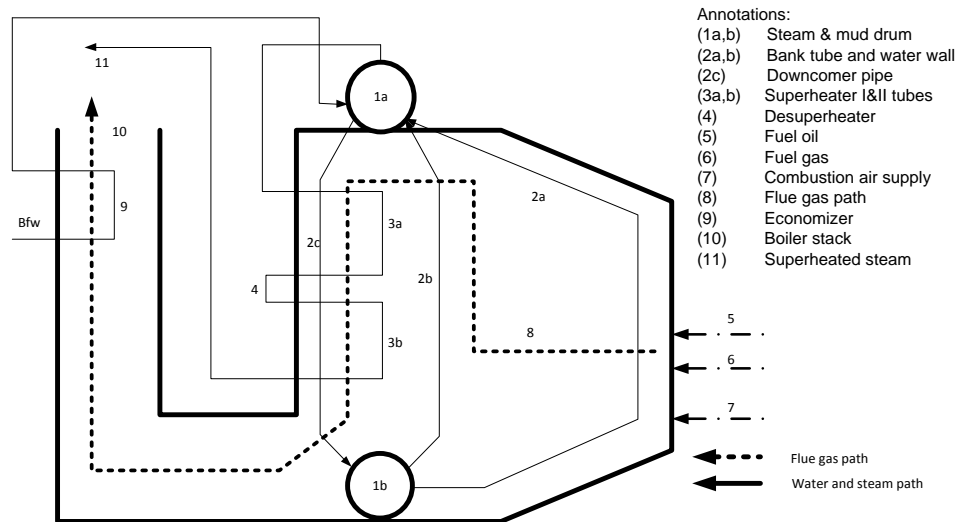 Annotations:
(1a,b) Steam & mud drum
(2a,b) Bank tube and water wall
(2c) Downcomer pipe
(3a,b) Superheater I&II tubes
(4) Desuperheater
(5) Fuel oil
(6) Fuel gas
(7) Combustion air supply
(8) Flue gas path
(9) Economizer
(10) Boiler stack
(11) Superheated steam
11
1a
10
2a
9
3a
Bfw
2c
2b
4
5
8
3b
6
7
Flue gas path
1b
Water and steam path